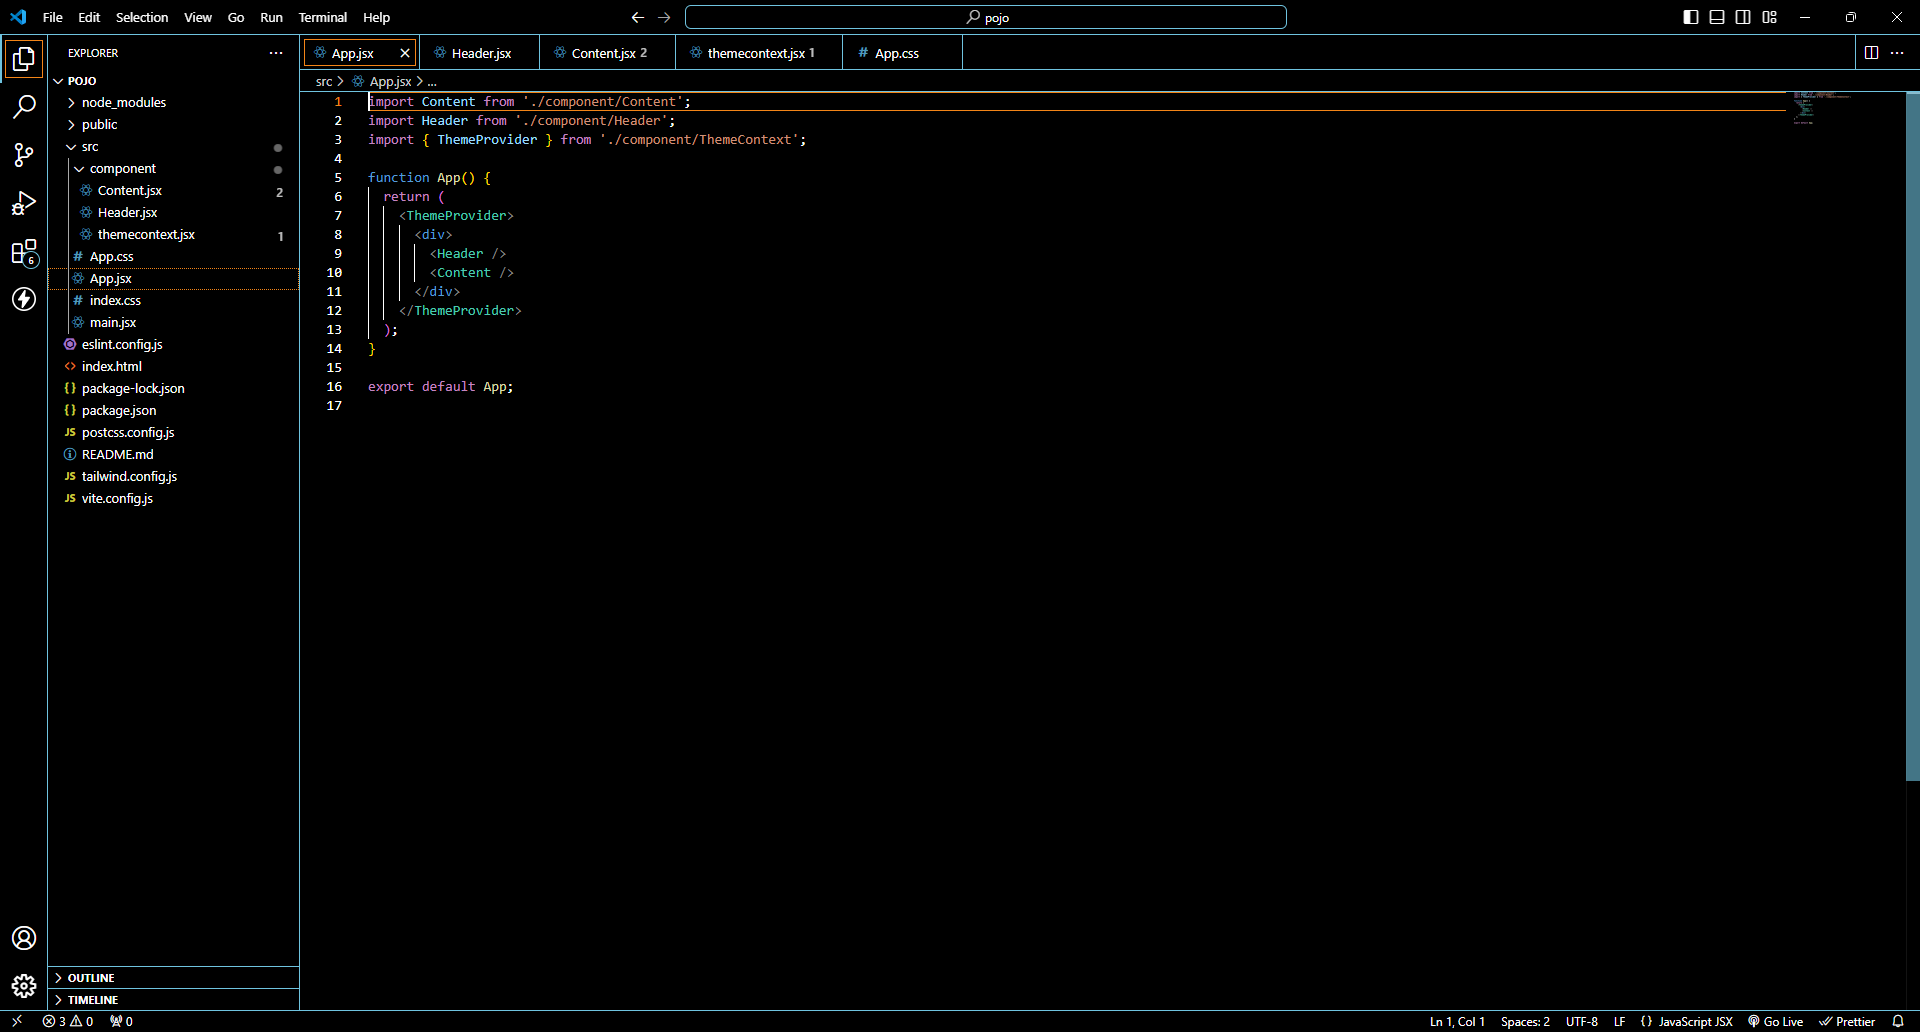 File Edit Selection View Go Run Terminal Help
pojo
EXPLORER
POJO
node_modules
public
src
component
Content.jsx 2
Header.jsx
themecontext.jsx 1
# App.css
App.jsx
# index.css
main.jsx
eslint.config.js
<> index.html
{} package-lock.json
{} package.json
JS postcss.config.js
README.md
JS tailwind.config.js
JS vite.config.js
OUTLINE
TIMELINE
6
App.jsx Header.jsx Content.jsx 2 themecontext.jsx 1 # App.css
src > App.jsx > ...
1 import Content from './component/Content';
2 import Header from './component/Header';
3 import { ThemeProvider } from './component/ThemeContext';
4
5 function App() {
6 return (
7 <ThemeProvider>
8 <div>
9 <Header />
10 <Content />
11 </div>
12 </ThemeProvider>
13 );
14 }
15
16 export default App;
17
3 0 0 Ln 1, Col 1 Spaces: 2 UTF-8 LF {} JavaScript JSX Go Live Prettier